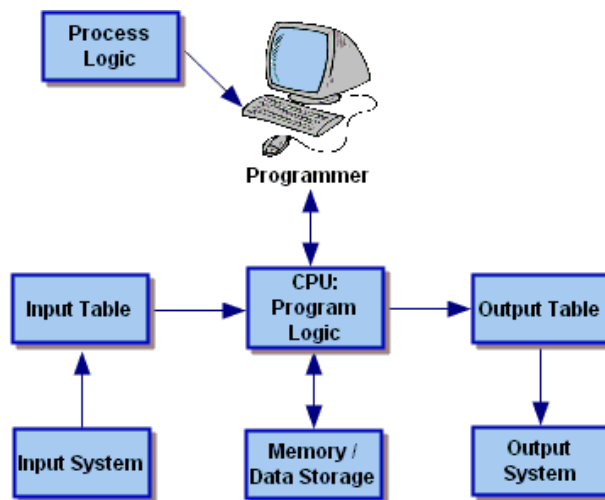 Process
Logic
Programmer
Input Table
CPU:
Program
Logic
Output Table
Input System
Memory /
Data Storage
Output
System